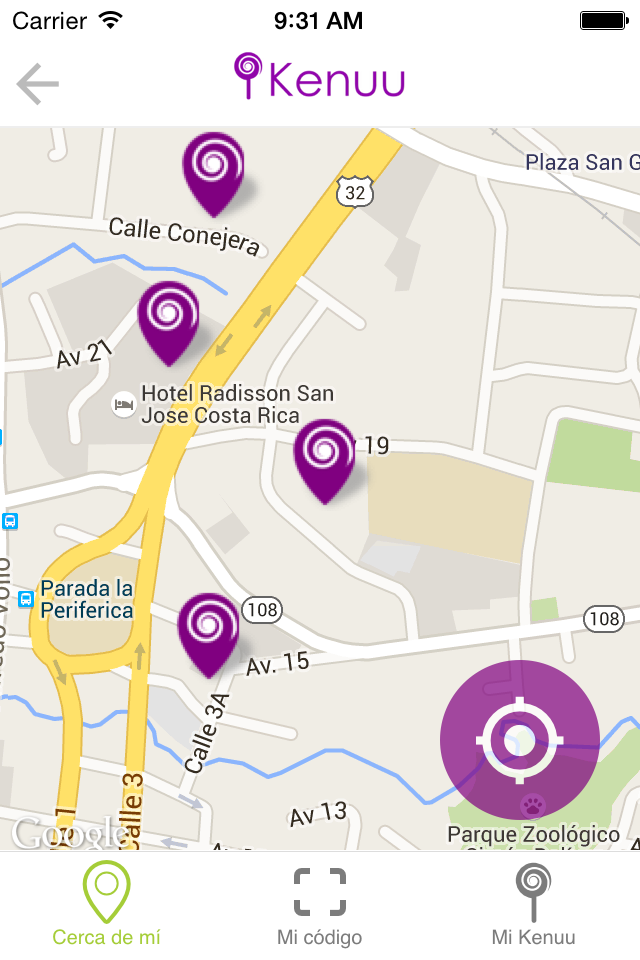 Carrier 9:31 AM
Kenuu
Plaza San G
32
Calle Conejera
Av 21
Hotel Radisson San
Jose Costa Rica
19
Parada la
Periferica
108
108
Av. 15
Calle 3A
Calle 3
Av 13
Google
Parque Zoológico
Cerca de mí
Mi código
Mi Kenuu